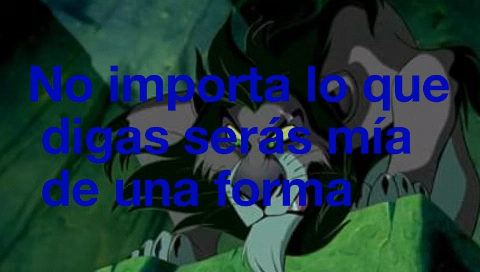 No importa lo que
digas serás mía
de una forma